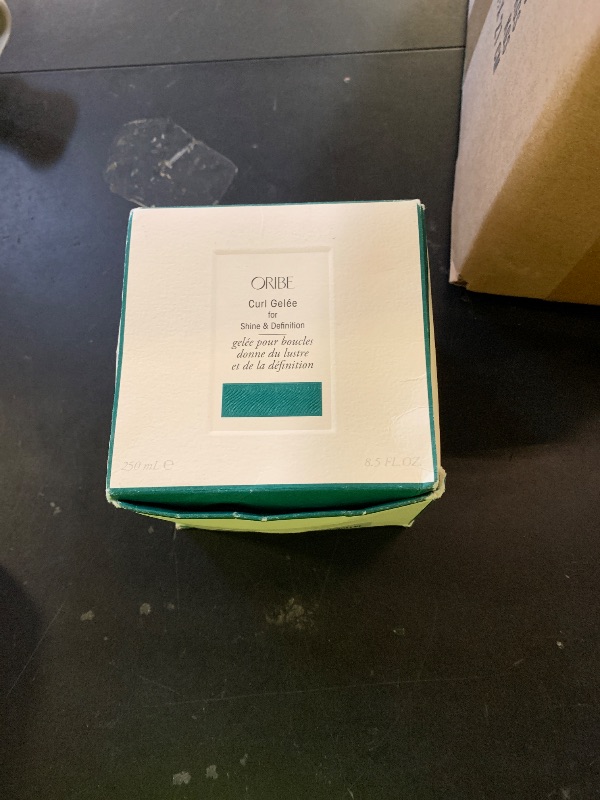 ORIBE
Curl Gelée
for
Shine & Definition
gelée pour boucles
donne du lustre
et de la définition
250 mL ℮
8.5 FL.OZ.